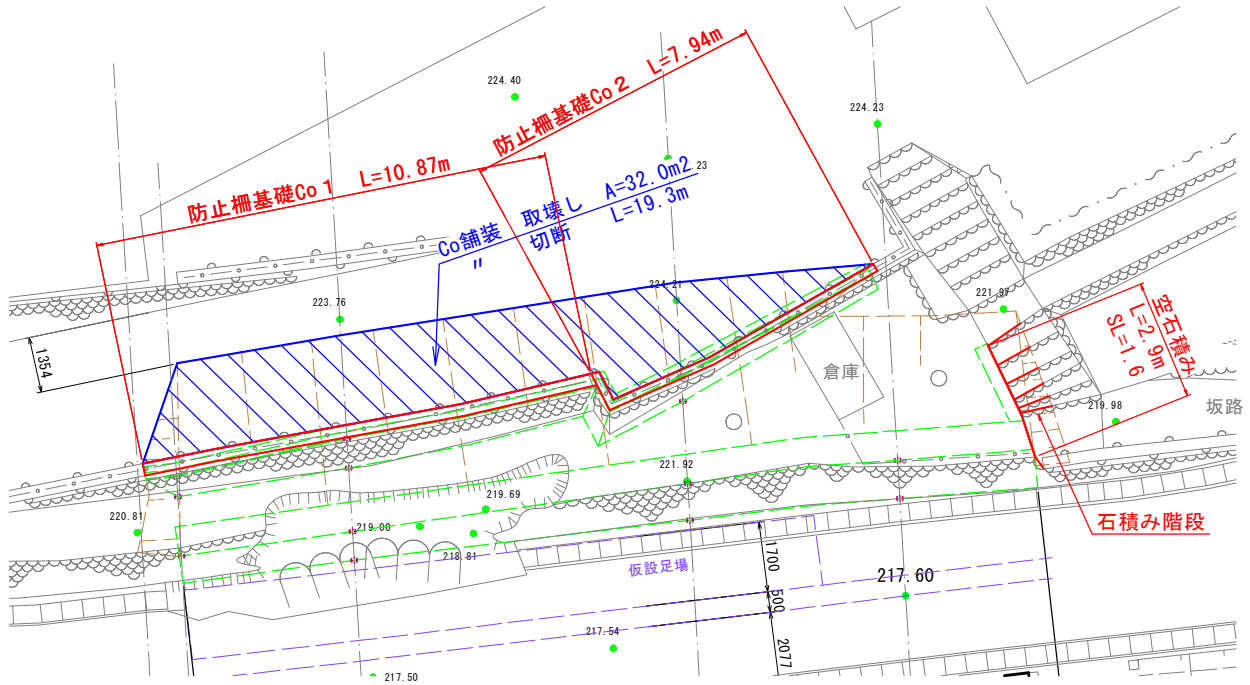 224.40
防止柵基礎Co2 L=7.94m
224.23
.23
防止柵基礎Co1 L=10.87m
Co舗装 取壊し A=32.0m2
〃 切断 L=19.3m
223.76
224.21
221.97
1354
空石積み
L=2.9m
SL=1.6
倉庫
219.98
坂路
221.92
219.69
220.81
219.00
218.81
石積み階段
仮設足場
1700
217.60
500
217.54
2077
217.50